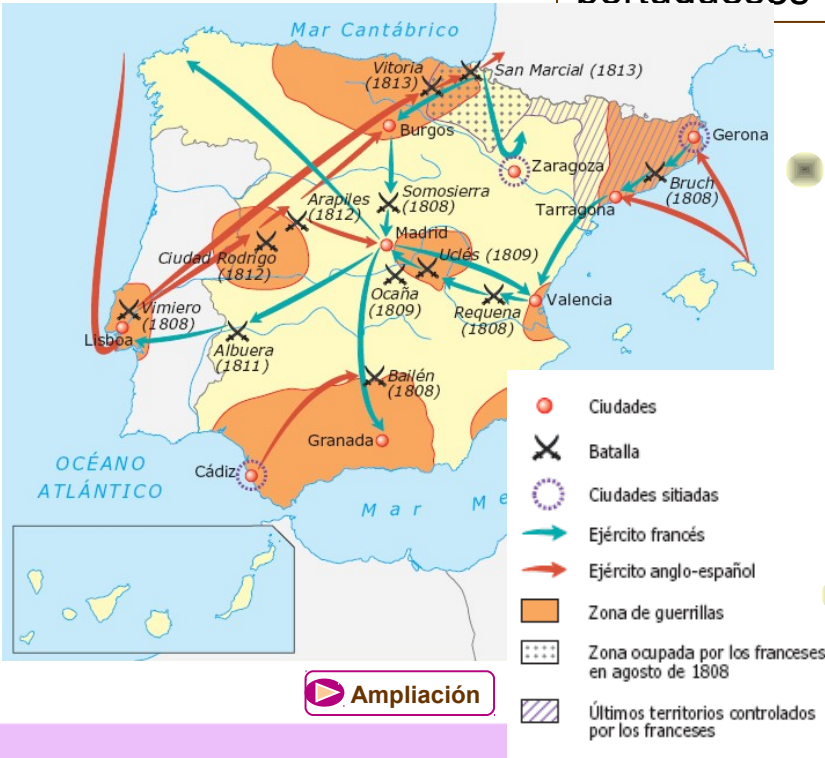 Mar Cantábrico
Vitoria
(1813)
San Marcial (1813)
Burgos
Gerona
Zaragoza
Bruch
(1808)
Tarragona
Somosierra
(1808)
Arapiles
(1812)
Madrid
Ciudad Rodrigo
(1812)
Uclés (1809)
Ocaña
(1809)
Requena
(1808)
Valencia
Vimiero
(1808)
Lisboa
Albuera
(1811)
Bailén
(1808)
Granada
Cádiz
OCÉANO
ATLÁNTICO
Mar Me
Ciudades
Batalla
Ciudades sitiadas
Ejército francés
Ejército anglo-español
Zona de guerrillas
Zona ocupada por los franceses
en agosto de 1808
Últimos territorios controlados
por los franceses
Ampliación